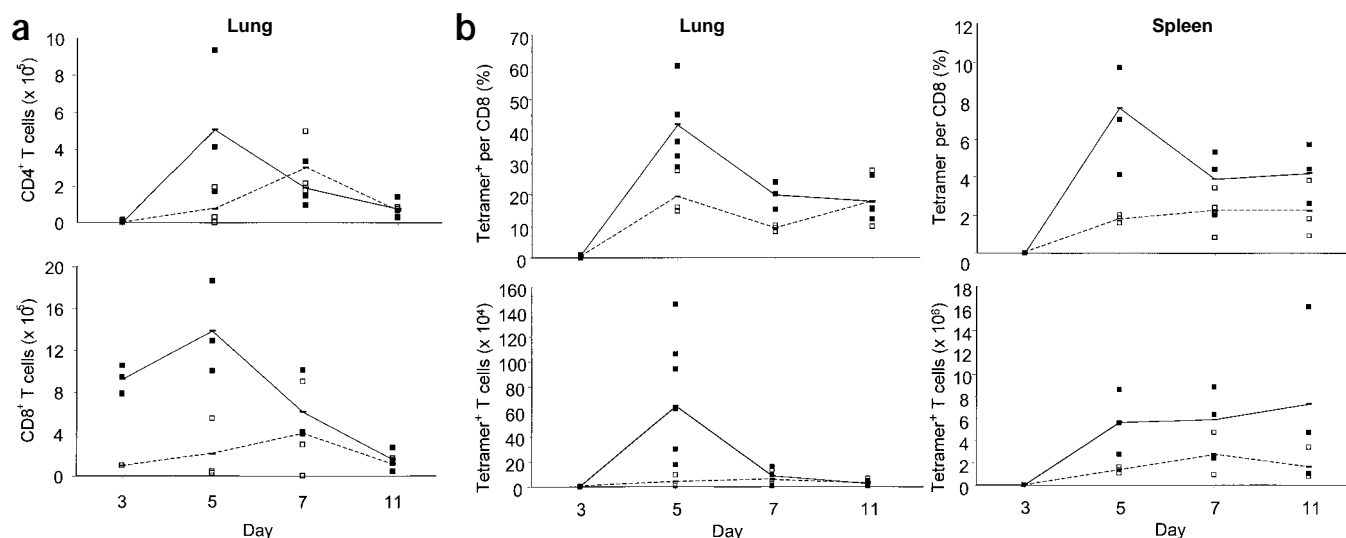 a
Lung
CD4+ T cells (x 10^5)
10
8
6
4
2
0
CD8+ T cells (x 10^5)
20
16
12
8
4
0
3 5 7 11
Day
b
Lung
Tetramer+ per CD8 (%)
70
60
50
40
30
20
10
0
Tetramer+ T cells (x 10^4)
160
140
120
100
80
60
40
20
0
3 5 7 11
Day
Spleen
Tetramer per CD8 (%)
12
10
8
6
4
2
0
Tetramer+ T cells (x 10^6)
18
16
14
12
10
8
6
4
2
0
3 5 7 11
Day